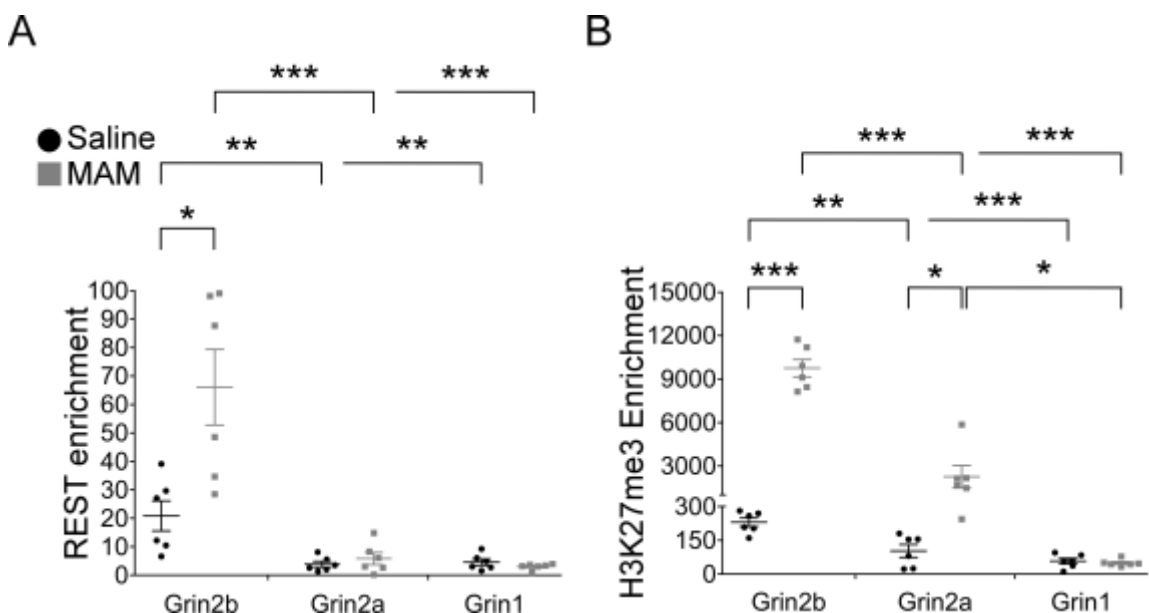 A
B
***
***
Saline
MAM
**
**
*
REST enrichment
100
90
80
70
60
50
40
30
20
10
0
Grin2b
Grin2a
Grin1
***
***
**
***
***
*
*
H3K27me3 Enrichment
15000
12000
9000
6000
3000
300
150
0
Grin2b
Grin2a
Grin1